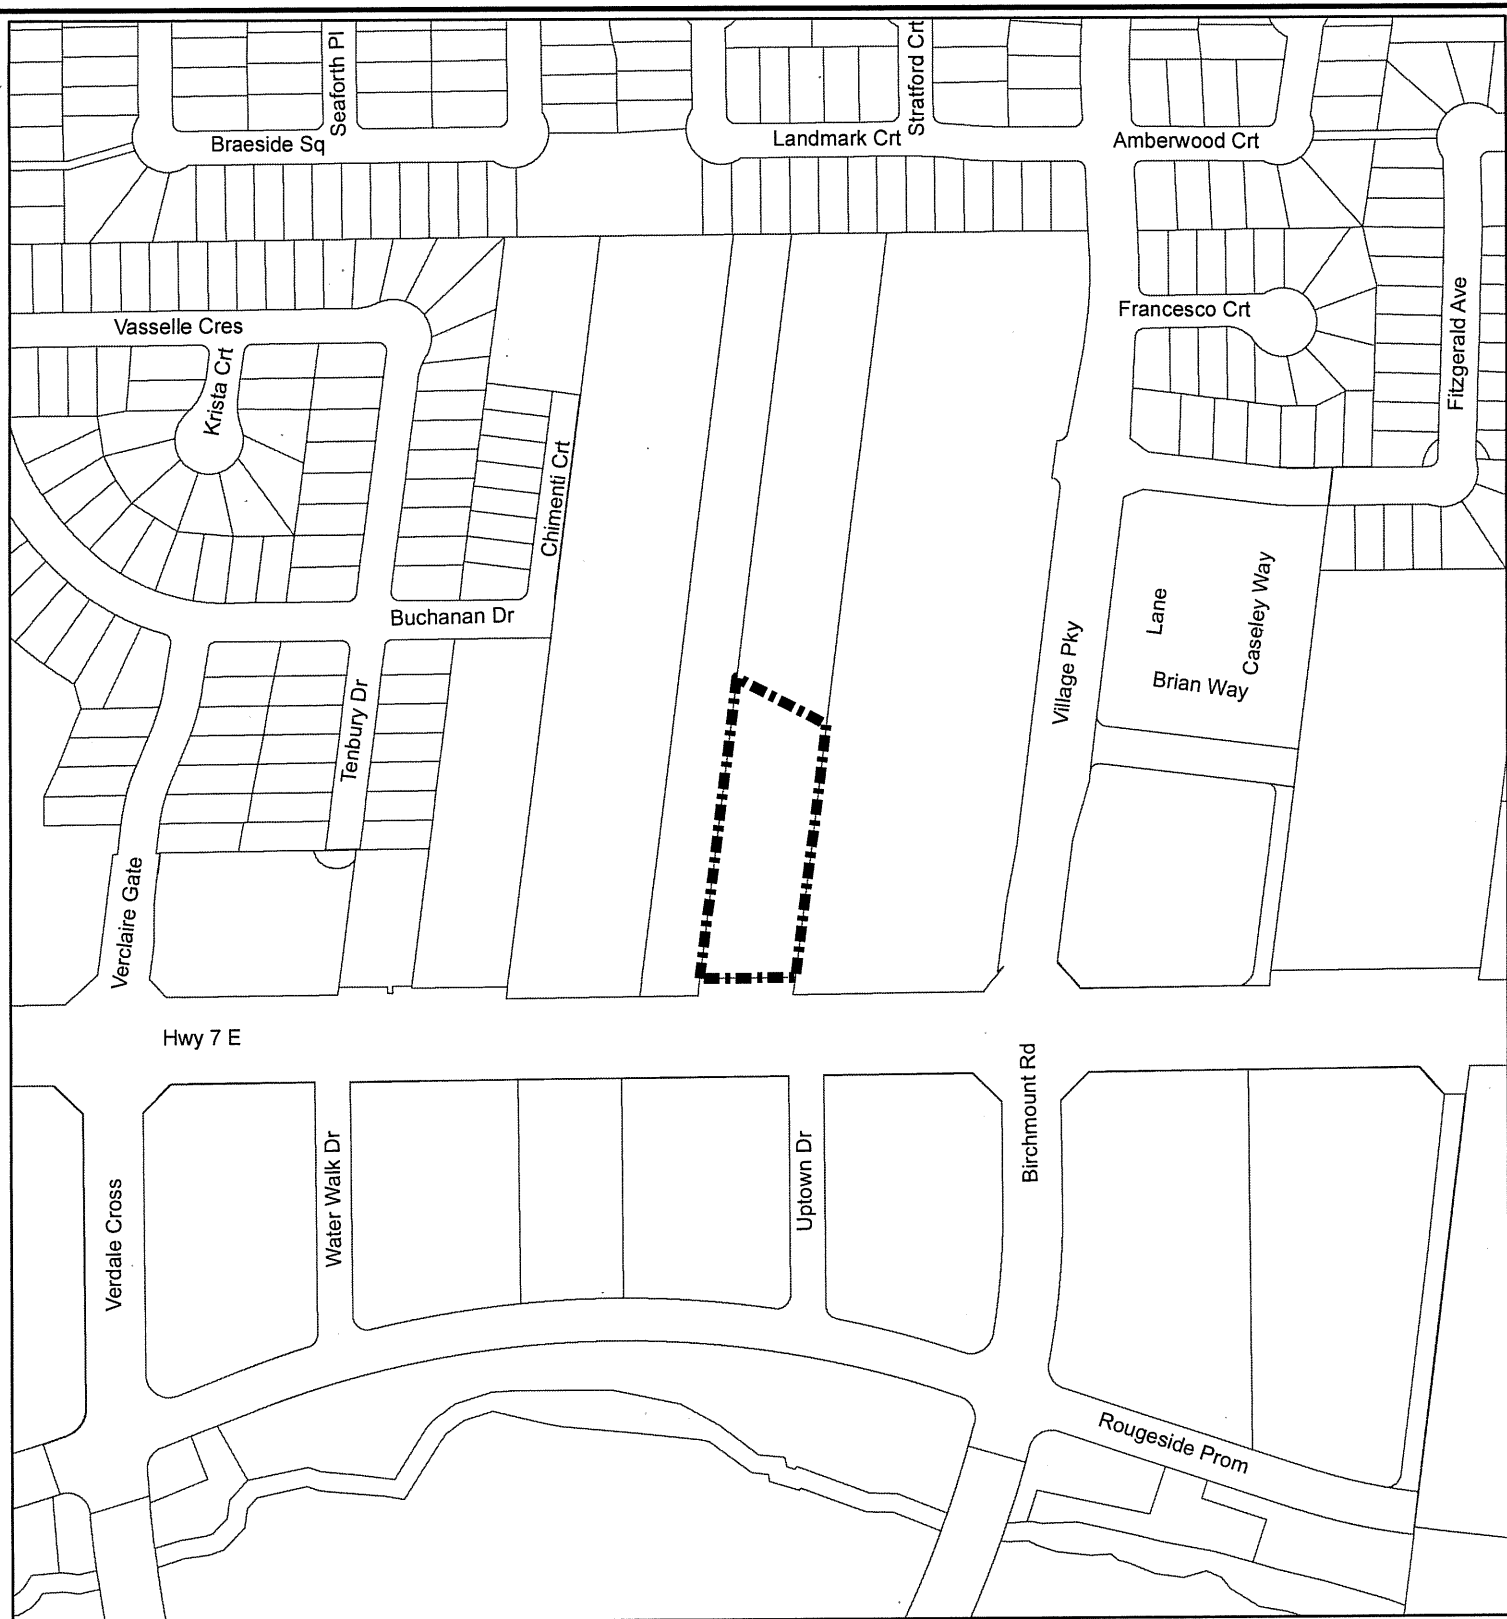 Seaforth Pl
Stratford Crt
Braeside Sq
Landmark Crt
Amberwood Crt
Vasselle Cres
Krista Crt
Francesco Crt
Fitzgerald Ave
Chimenti Crt
Buchanan Dr
Lane
Caseley Way
Brian Way
Village Pky
Tenbury Dr
Verclaire Gate
Hwy 7 E
Birchmount Rd
Water Walk Dr
Uptown Dr
Verdale Cross
Rougeside Prom